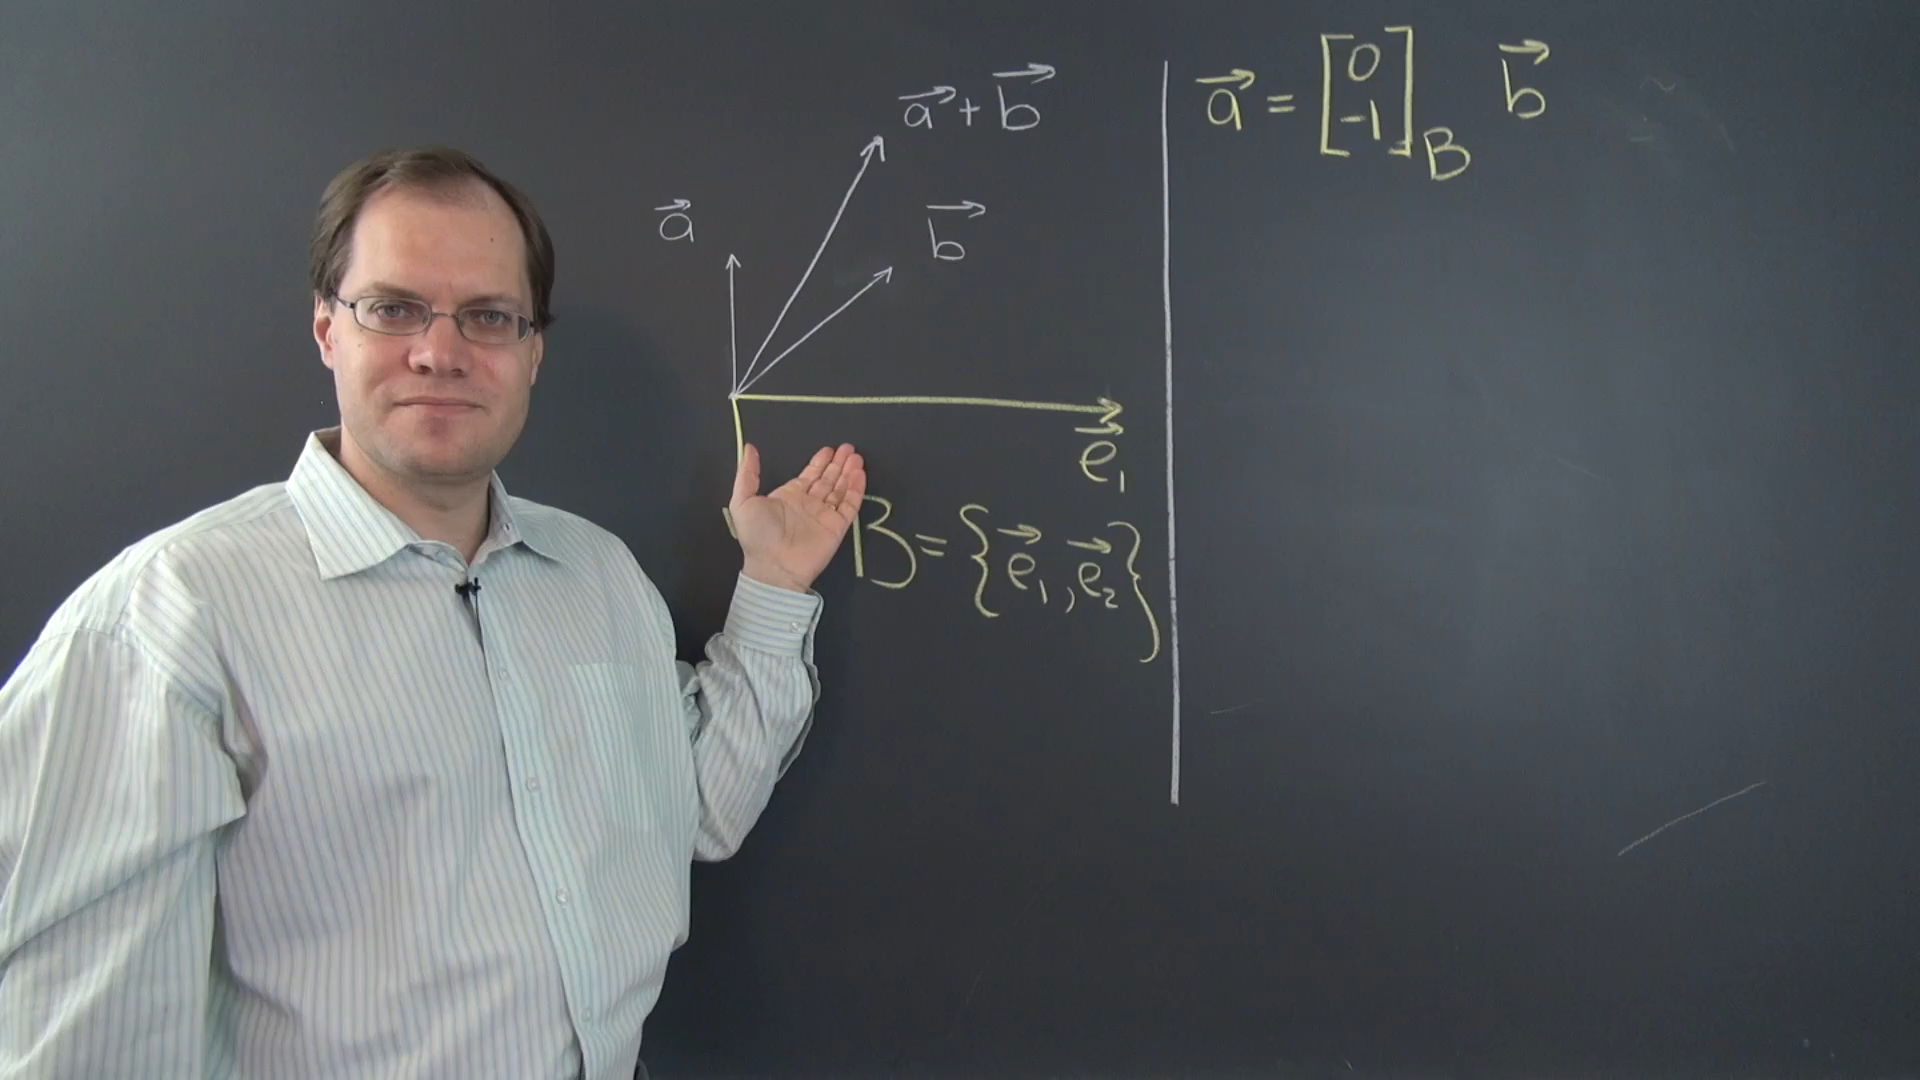 a⃗ + b⃗
a⃗
b⃗
e⃗₁
B = {e⃗₁, e⃗₂}
a⃗ = [0 -1]_B b⃗